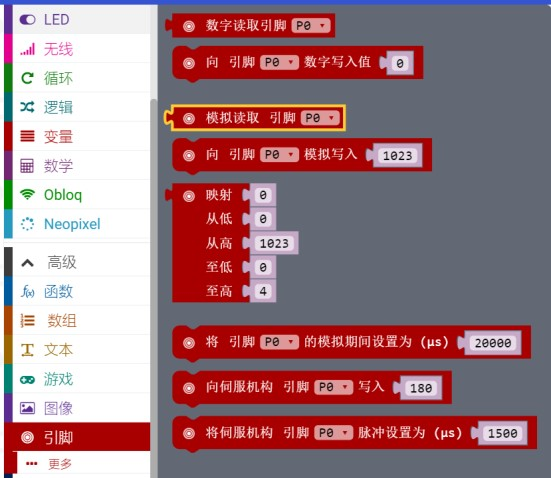 LED
无线
循环
逻辑
变量
数学
Obloq
Neopixel
高级
f(x) 函数
数组
文本
游戏
图像
引脚
更多
数字读取引脚 P0
向 引脚 P0 数字写入值 0
模拟读取 引脚 P0
向 引脚 P0 模拟写入 1023
映射 0
从低 0
从高 1023
至低 0
至高 4
将 引脚 P0 的模拟期间设置为 (µs) 20000
向伺服机构 引脚 P0 写入 180
将伺服机构 引脚 P0 脉冲设置为 (µs) 1500